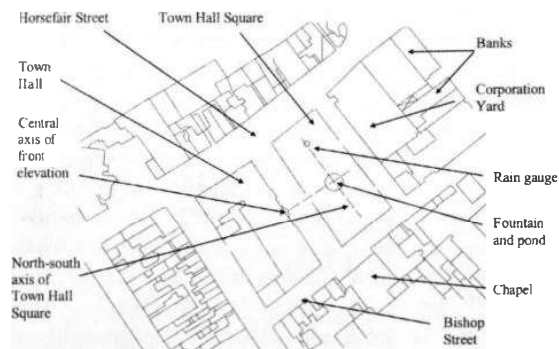 Horsefair Street
Town Hall Square
Banks
Town
Hall
Corporation
Yard
Central
axis of
front
elevation
Rain gauge
Fountain
and pond
North-south
axis of
Town Hall
Square
Chapel
Bishop
Street